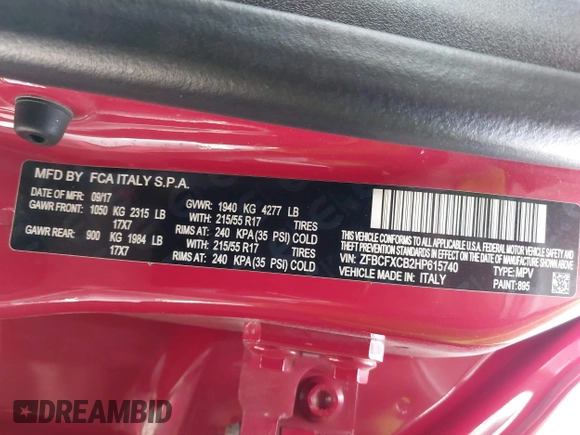 MFD BY FCA ITALY S.P.A.
DATE OF MFR: 09/17 GVWR: 1940 KG 4277 LB
GAWR FRONT: 1050 KG 2315 LB WITH: 215/55 R17 TIRES
17X7 RIMS AT: 240 KPA (35 PSI) COLD
GAWR REAR: 900 KG 1984 LB WITH: 215/55 R17 TIRES
17X7 RIMS AT: 240 KPA (35 PSI) COLD
THIS VEHICLE CONFORMS TO ALL APPLICABLE U.S.A. FEDERAL MOTOR
VEHICLE SAFETY, BUMPER, AND THEFT PREVENTION STANDARDS
IN EFFECT ON THE DATE OF MANUFACTURE SHOWN ABOVE.
VIN: ZFBCFXCB2HP615740 TYPE: MPV
VEHICLE MADE IN: ITALY PAINT: 895
DREAMBID